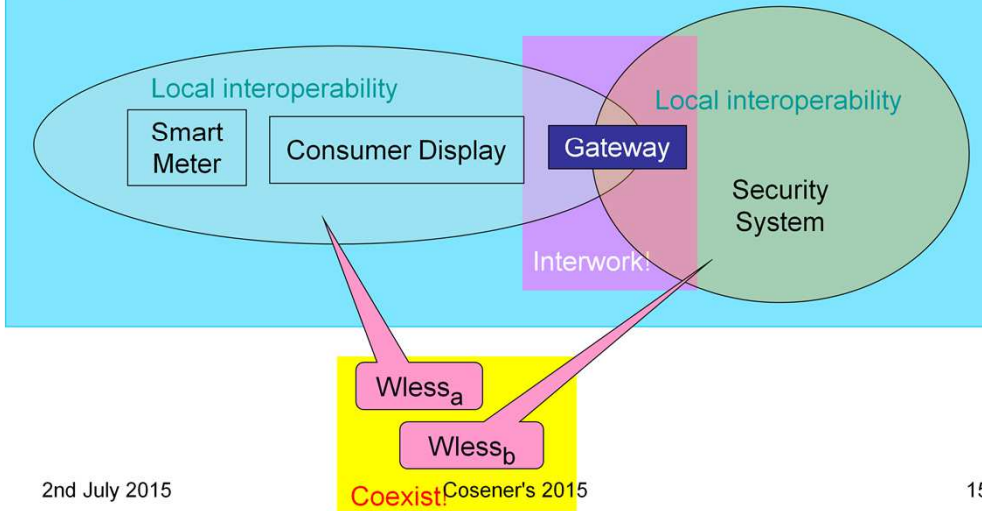 Local interoperability
Smart
Meter
Consumer Display
Gateway
Local interoperability
Security
System
Interwork!
Wlessa
Wlessb
Coexist!
2nd July 2015
Cosener's 2015
15